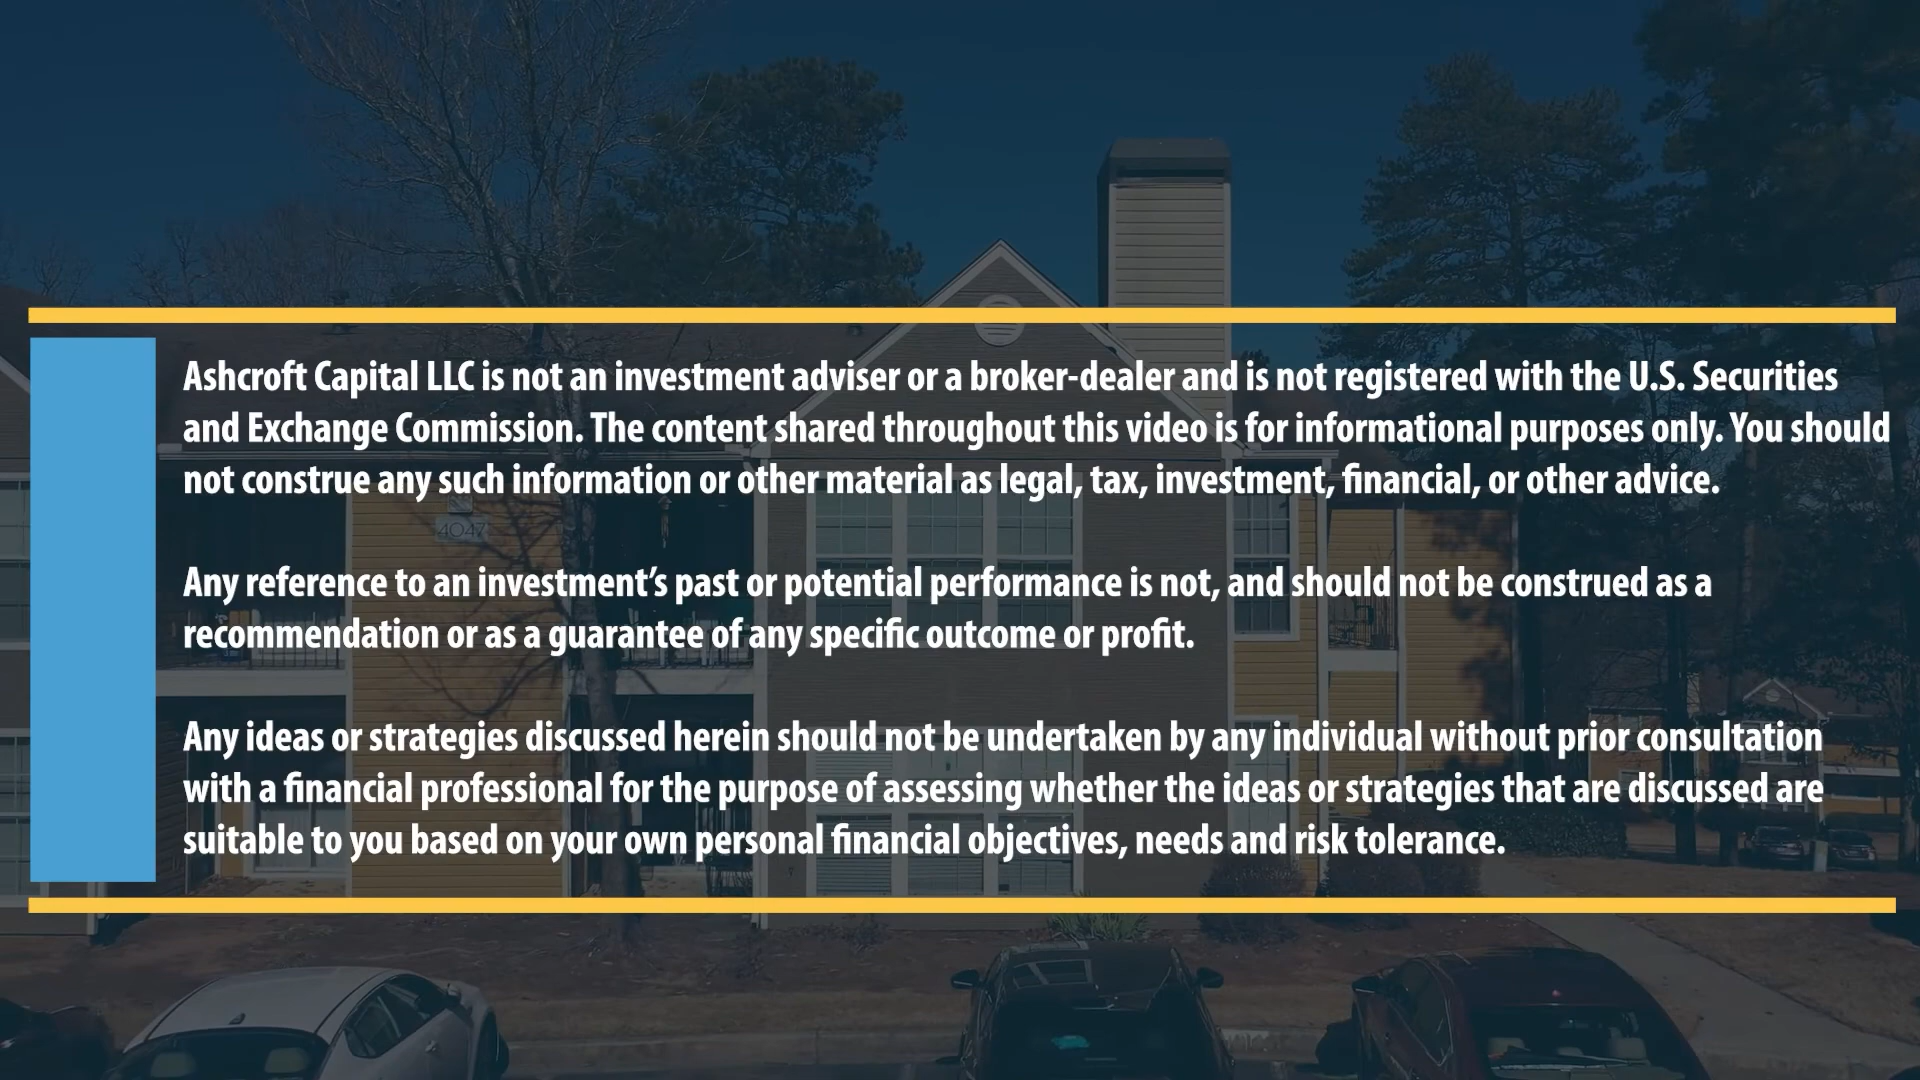 Ashcroft Capital LLC is not an investment adviser or a broker-dealer and is not registered with the U.S. Securities
and Exchange Commission. The content shared throughout this video is for informational purposes only. You should
not construe any such information or other material as legal, tax, investment, financial, or other advice.
4047
Any reference to an investment’s past or potential performance is not, and should not be construed as a
recommendation or as a guarantee of any specific outcome or profit.
Any ideas or strategies discussed herein should not be undertaken by any individual without prior consultation
with a financial professional for the purpose of assessing whether the ideas or strategies that are discussed are
suitable to you based on your own personal financial objectives, needs and risk tolerance.